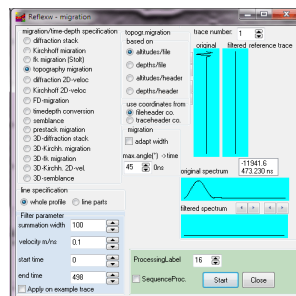 Reflexw - migration
migration/time-depth specification
diffraction stack
Kirchhoff migration
fk migration (Stolt)
topography migration
diffraction 2D-veloc
Kirchhoff 2D-veloc
FD-migration
timedepth conversion
semblance
prestack migration
3D-diffraction stack.
3D-Kirchh. migration
3D-fk migration
3D-Kirchh. 2D-vel.
3D-semblance
line specification
whole profile
line parts
Filter parameter
summation width 100
velocity m/ns 0.1
start time 0
end time 498
Apply on example trace
topogr.migration
based on
altitudes/file
depths/file
altitudes/header
depths/header
use coordinates from
fileheader co.
traceheader co.
migration
adapt width
max.angle(°) ->time
45 0ns
trace number: 1
original filtered reference trace
-11941.6
473.230 ns
original spectrum
filtered spectrum
ProcessingLabel 16
SequenceProc.
Start
Close